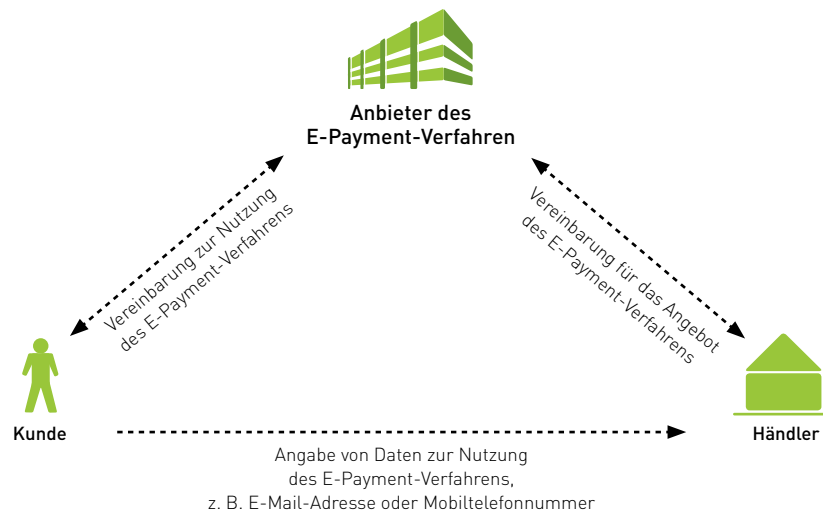 Anbieter des
E-Payment-Verfahren
Vereinbarung zur Nutzung
des E-Payment-Verfahrens
Vereinbarung für das Angebot
des E-Payment-Verfahrens
Kunde
Händler
Angabe von Daten zur Nutzung
des E-Payment-Verfahrens,
z. B. E-Mail-Adresse oder Mobiltelefonnummer